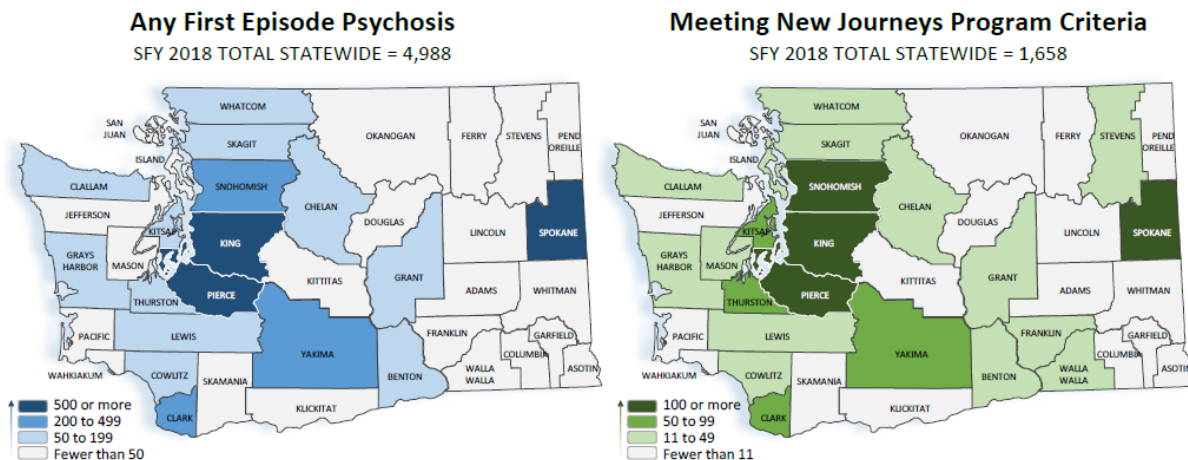 Any First Episode Psychosis
SFY 2018 TOTAL STATEWIDE = 4,988
WHATCOM
SAN
JUAN
SKAGIT
ISLAND
OKANOGAN
FERRY
STEVENS
PEND
OREILLE
CLALLAM
SNOHOMISH
CHELAN
JEFFERSON
DOUGLAS
KITSAP
KING
LINCOLN
SPOKANE
GRAYS
HARBOR
MASON
GRANT
KITTITAS
PIERCE
THURSTON
ADAMS
WHITMAN
PACIFIC
LEWIS
FRANKLIN
GARFIELD
YAKIMA
COLUMBIA
WAHKIAKUM
COWLITZ
SKAMANIA
BENTON
WALLA
WALLA
ASOTIN
CLARK
KLICKITAT
500 or more
200 to 499
50 to 199
Fewer than 50
Meeting New Journeys Program Criteria
SFY 2018 TOTAL STATEWIDE = 1,658
WHATCOM
SAN
JUAN
SKAGIT
ISLAND
OKANOGAN
FERRY
STEVENS
PEND
OREILLE
CLALLAM
SNOHOMISH
CHELAN
JEFFERSON
DOUGLAS
KITSAP
KING
LINCOLN
SPOKANE
GRAYS
HARBOR
MASON
GRANT
KITTITAS
PIERCE
THURSTON
ADAMS
WHITMAN
PACIFIC
LEWIS
FRANKLIN
GARFIELD
YAKIMA
COLUMBIA
WAHKIAKUM
COWLITZ
SKAMANIA
BENTON
WALLA
WALLA
ASOTIN
CLARK
KLICKITAT
100 or more
50 to 99
11 to 49
Fewer than 11